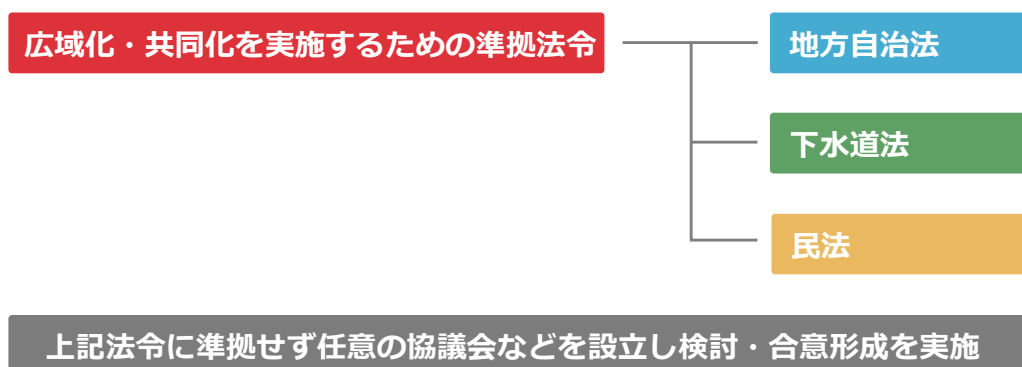 広域化・共同化を実施するための準拠法令
地方自治法
下水道法
民法
上記法令に準拠せず任意の協議会などを設立し検討・合意形成を実施